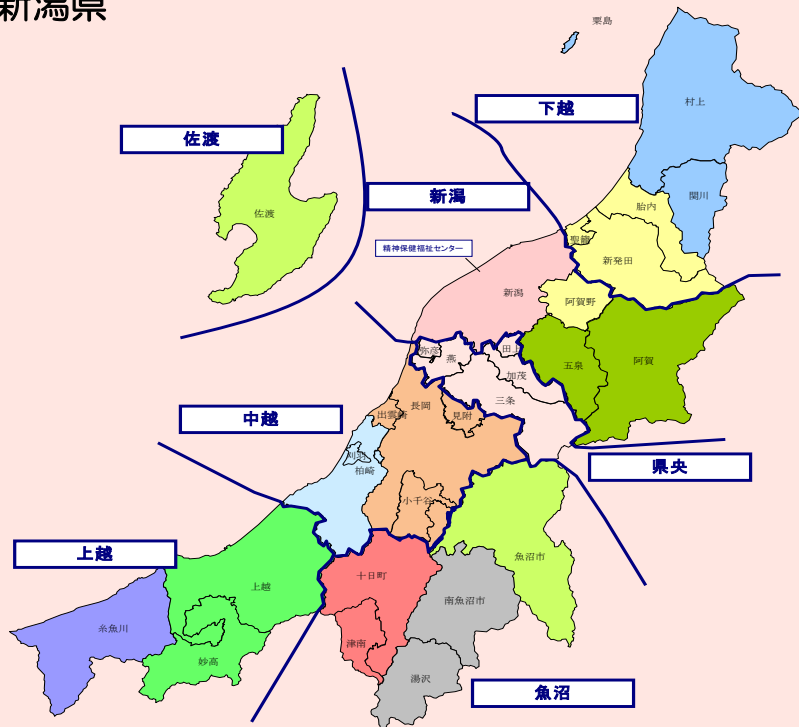 新潟県
粟島
下越
村上
佐渡
新潟
関川
胎内
佐渡
聖籠
精神保健福祉センター
新発田
新潟
阿賀野
田上
弥彦
燕
阿賀
五泉
加茂
三条
長岡
中越
出雲崎
見附
刈羽
柏崎
県央
小千谷
上越
魚沼市
十日町
上越
南魚沼市
糸魚川
津南
妙高
湯沢
魚沼